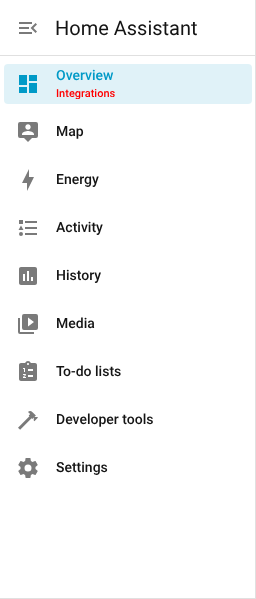 Home Assistant
Overview
Integrations
Map
Energy
Activity
History
Media
To-do lists
Developer tools
Settings